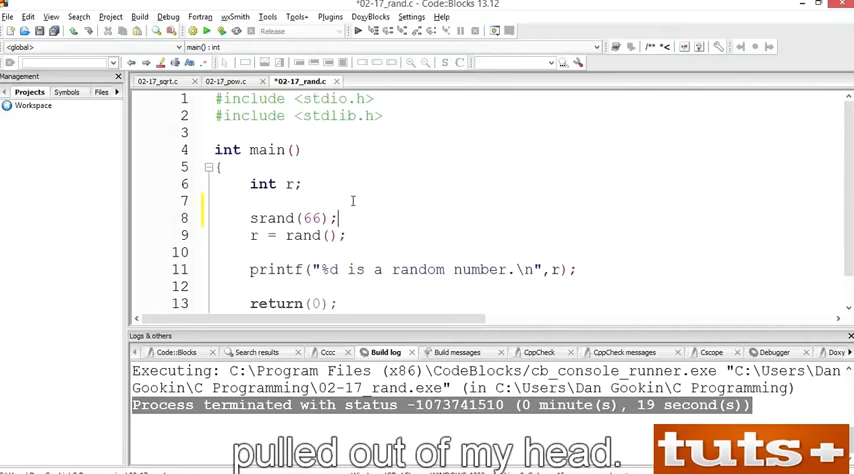 *02-17_rand.c - Code::Blocks 13.12
File Edit View Search Project Build Debug Fortran wxSmith Tools Tools+ Plugins DoxyBlocks Settings Help
Release
<global> main() : int
/** *<
S C
Management
Projects Symbols Files
Workspace
02-17_sqrt.c 02-17_pow.c *02-17_rand.c
1 #include <stdio.h>
2 #include <stdlib.h>
3
4 int main()
5 {
6 int r;
7
8 srand(66);
9 r = rand();
10
11 printf("%d is a random number.\n",r);
12
13 return(0);
Logs & others
Code::Blocks Search results Cccc Build log Build messages CppCheck CppCheck messages Cscope Debugger Doxy
Executing: C:\Program Files (x86)\CodeBlocks/cb_console_runner.exe "C:\Users\Dan
Gookin\C Programming\02-17_rand.exe" (in C:\Users\Dan Gookin\C Programming)
Process terminated with status -1073741510 (0 minute(s), 19 second(s))
pulled out of my head.
tuts+